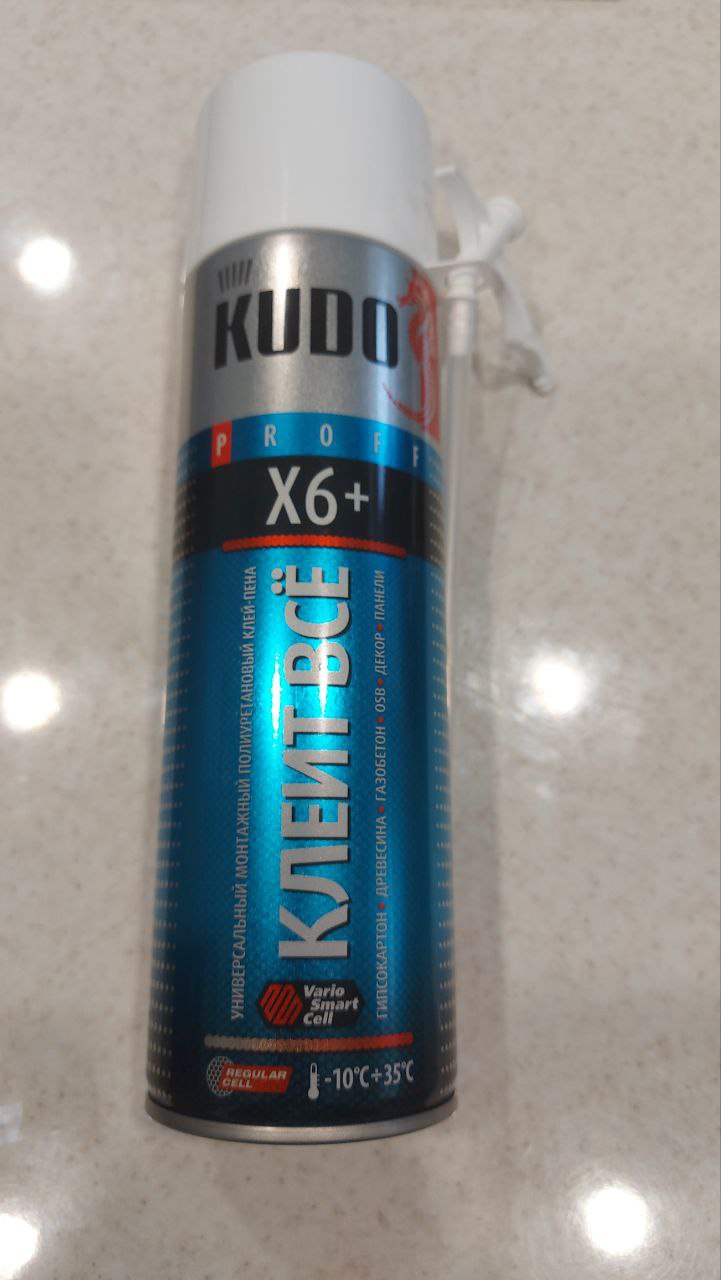 KUDO
PROFF
X6+
УНИВЕРСАЛЬНЫЙ МОНТАЖНЫЙ ПОЛИУРЕТАНОВЫЙ КЛЕЙ-ПЕНА
КЛЕИТ ВСЁ
ГИПСОКАРТОН • ДРЕВЕСИНА • ГАЗОБЕТОН • OSB • ДЕКОР • ПАНЕЛИ
Vario
Smart
Cell
REGULAR
CELL
-10°C+35°C